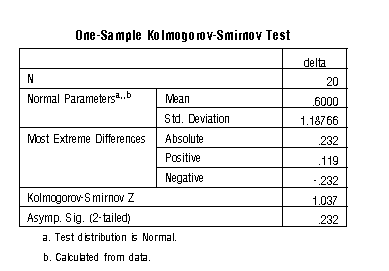 One-Sample Kolmogorov-Smirnov Test
delta
N 20
Normal Parametersa,,b Mean .6000
Std. Deviation 1.18766
Most Extreme Differences Absolute .232
Positive .119
Negative -.232
Kolmogorov-Smirnov Z 1.037
Asymp. Sig. (2-tailed) .232
a. Test distribution is Normal.
b. Calculated from data.